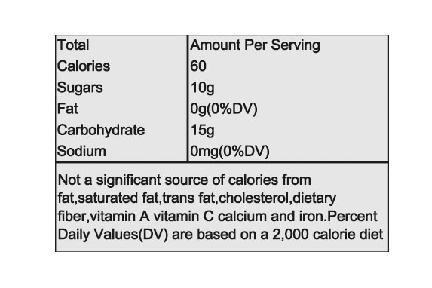 Total Amount Per Serving
Calories 60
Sugars 10g
Fat 0g(0%DV)
Carbohydrate 15g
Sodium 0mg(0%DV)
Not a significant source of calories from
fat,saturated fat,trans fat,cholesterol,dietary
fiber,vitamin A vitamin C calcium and iron.Percent
Daily Values(DV) are based on a 2,000 calorie diet